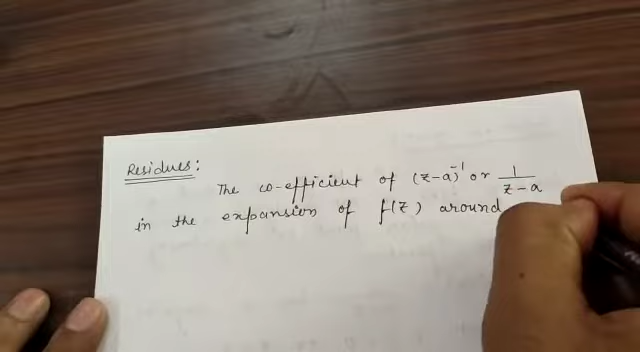 Residues:
The co-efficient of (z-a)⁻¹ or 1/(z-a)
in the expansion of f(z) around